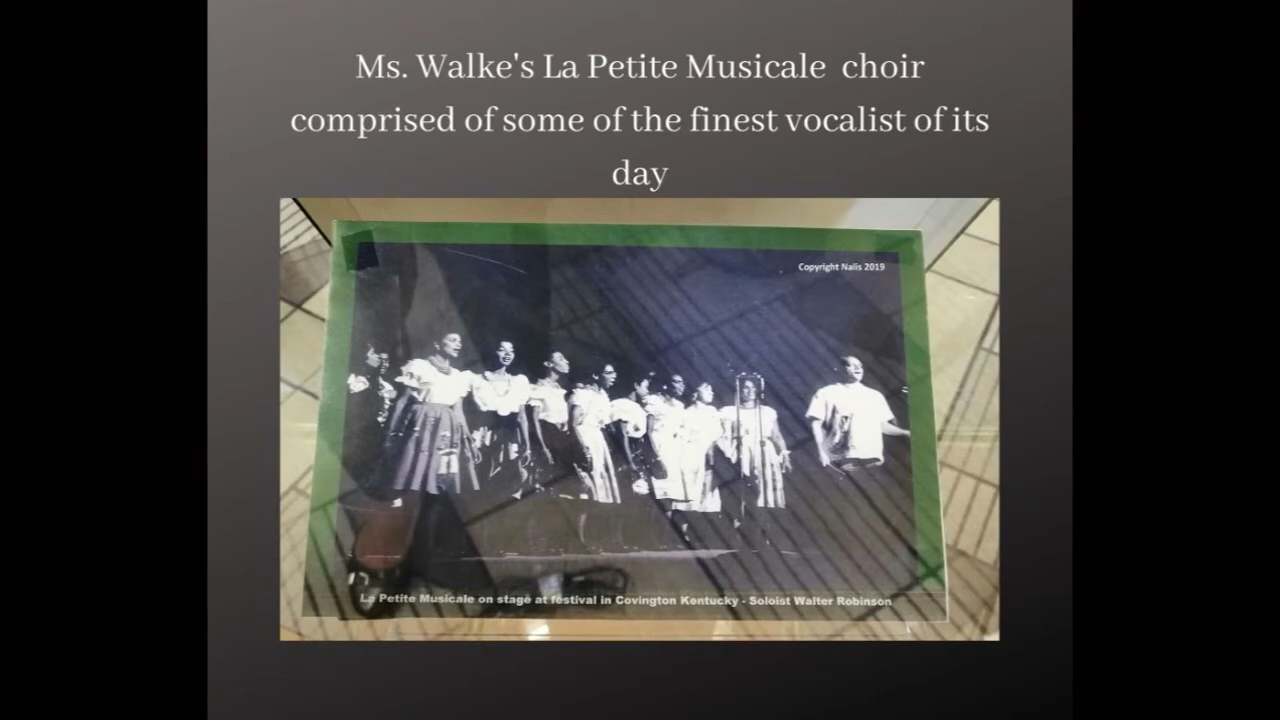 Ms. Walke's La Petite Musicale choir
comprised of some of the finest vocalist of its
day
Copyright Nalis 2019
La Petite Musicale on stage at festival in Covington Kentucky - Soloist Walter Robinson